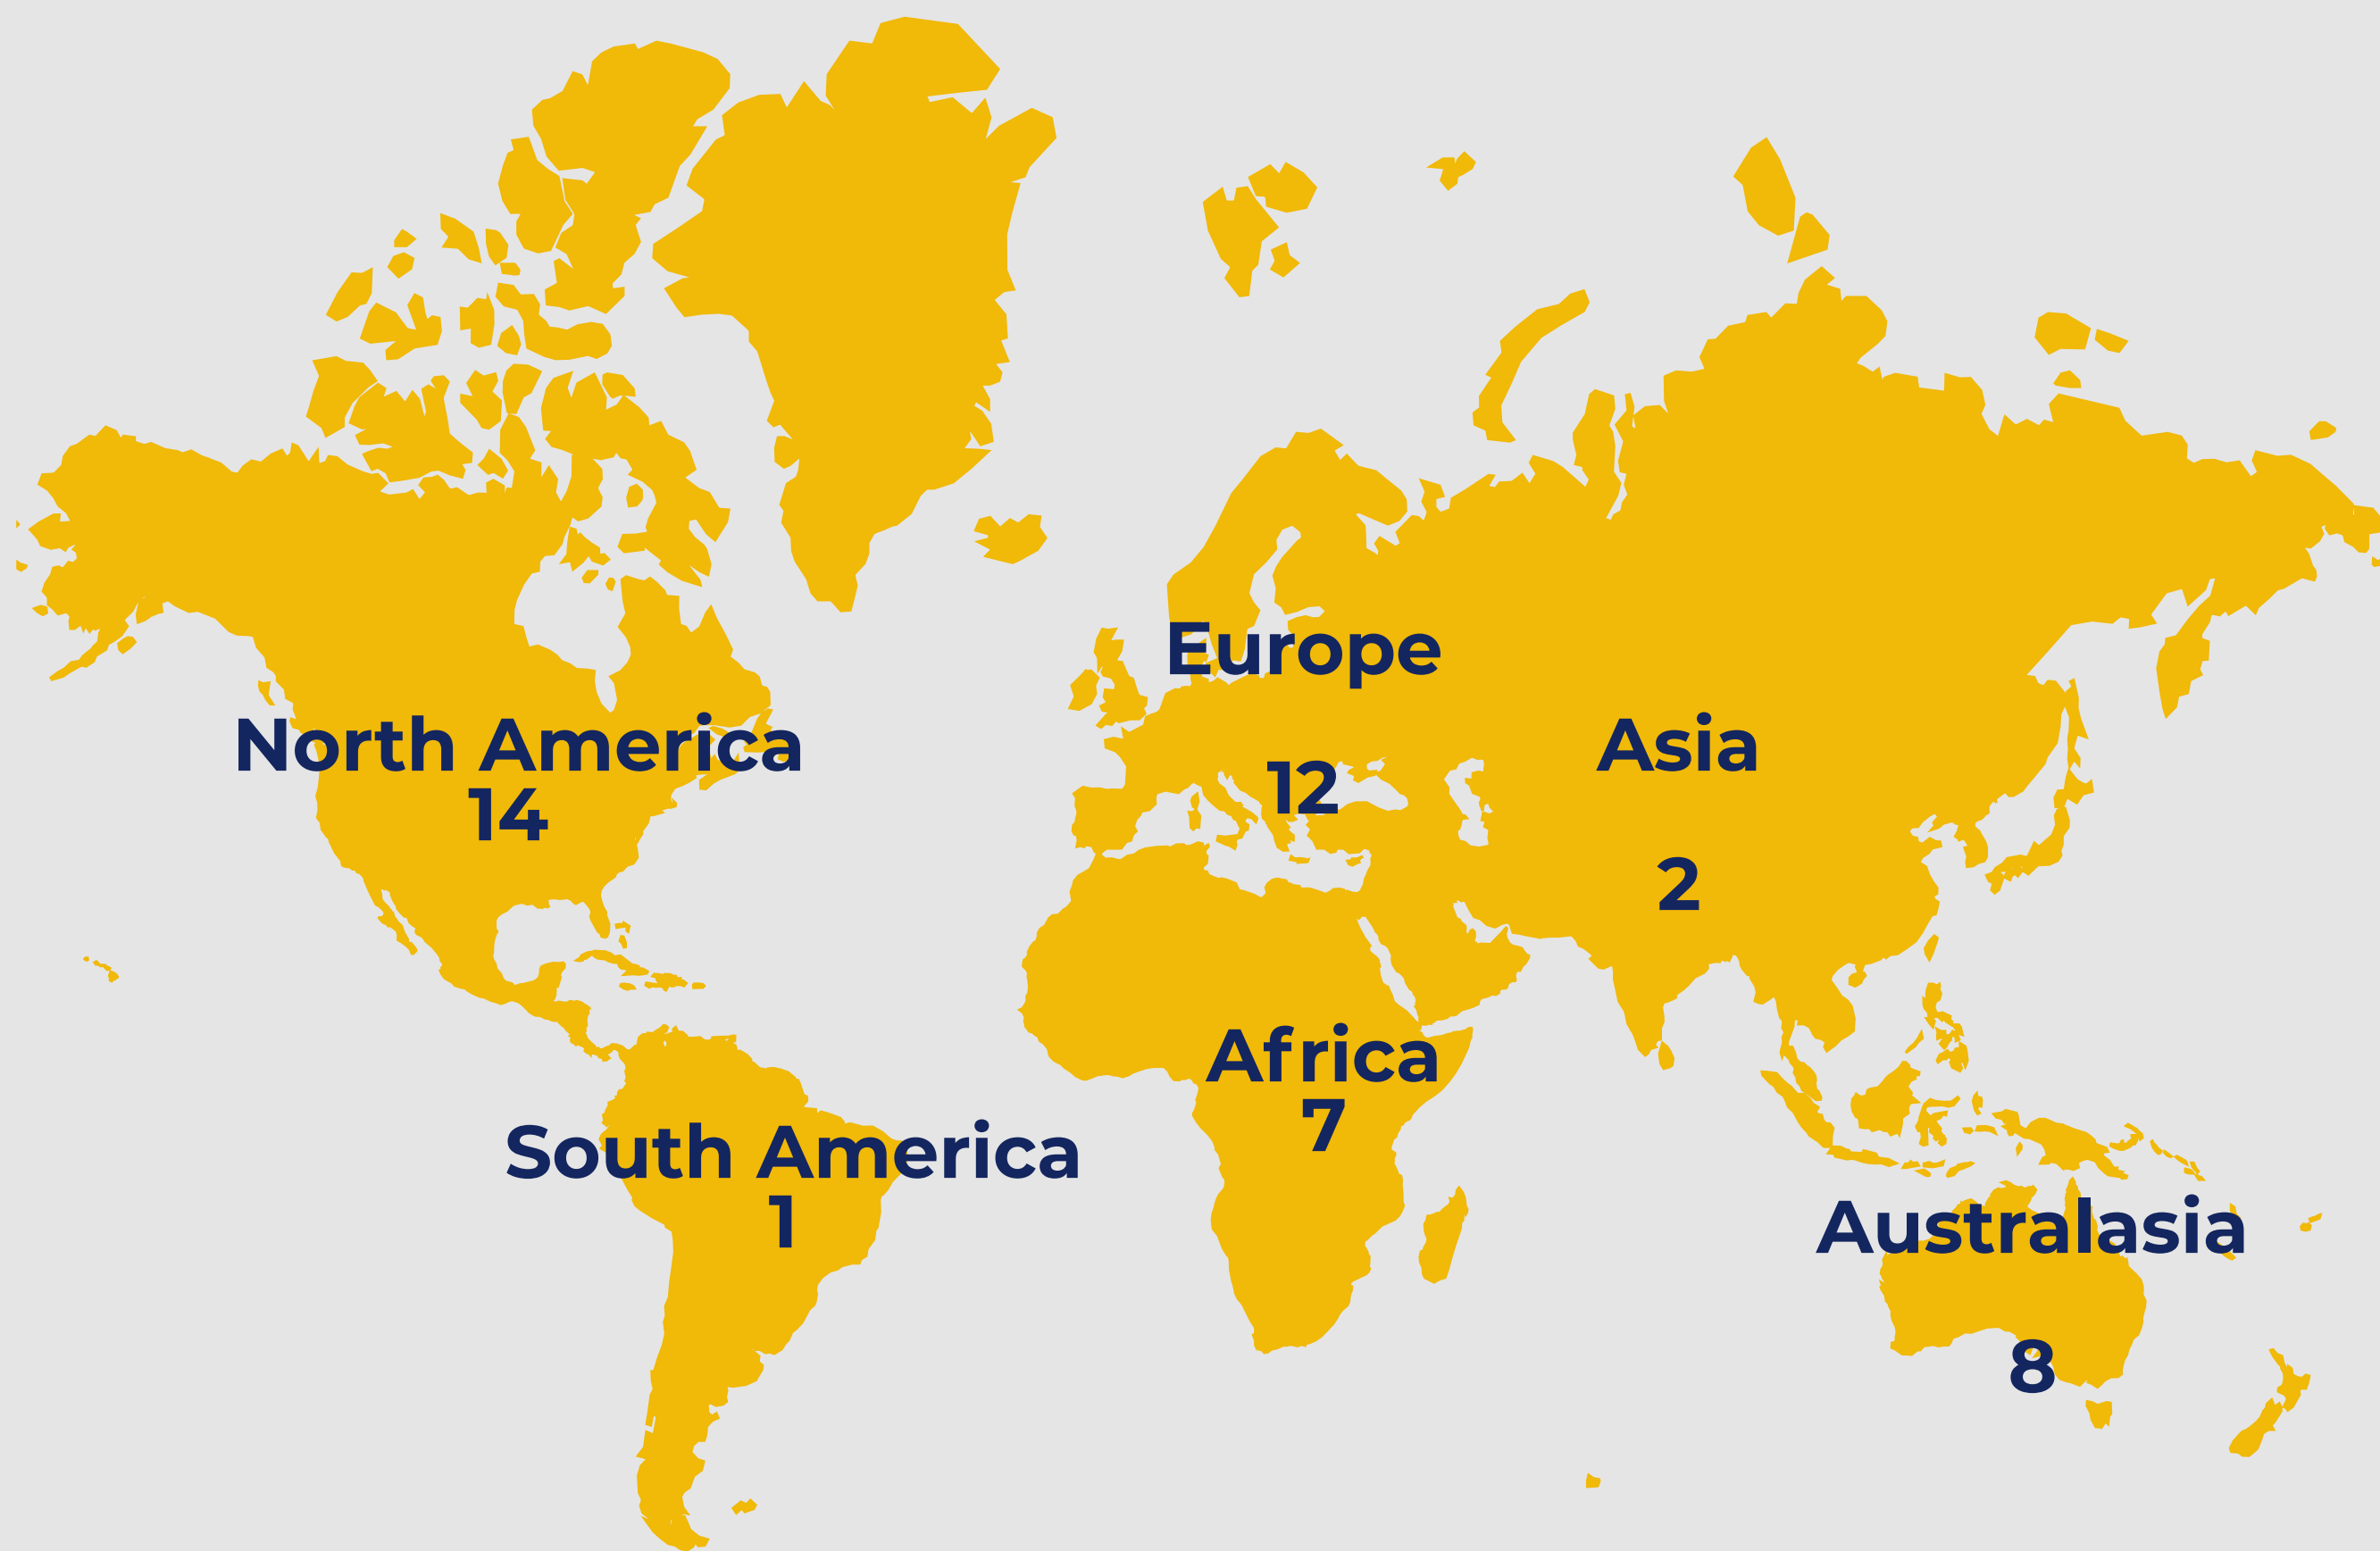 Europe
12
North America
14
Asia
2
Africa
7
South America
1
Australasia
8